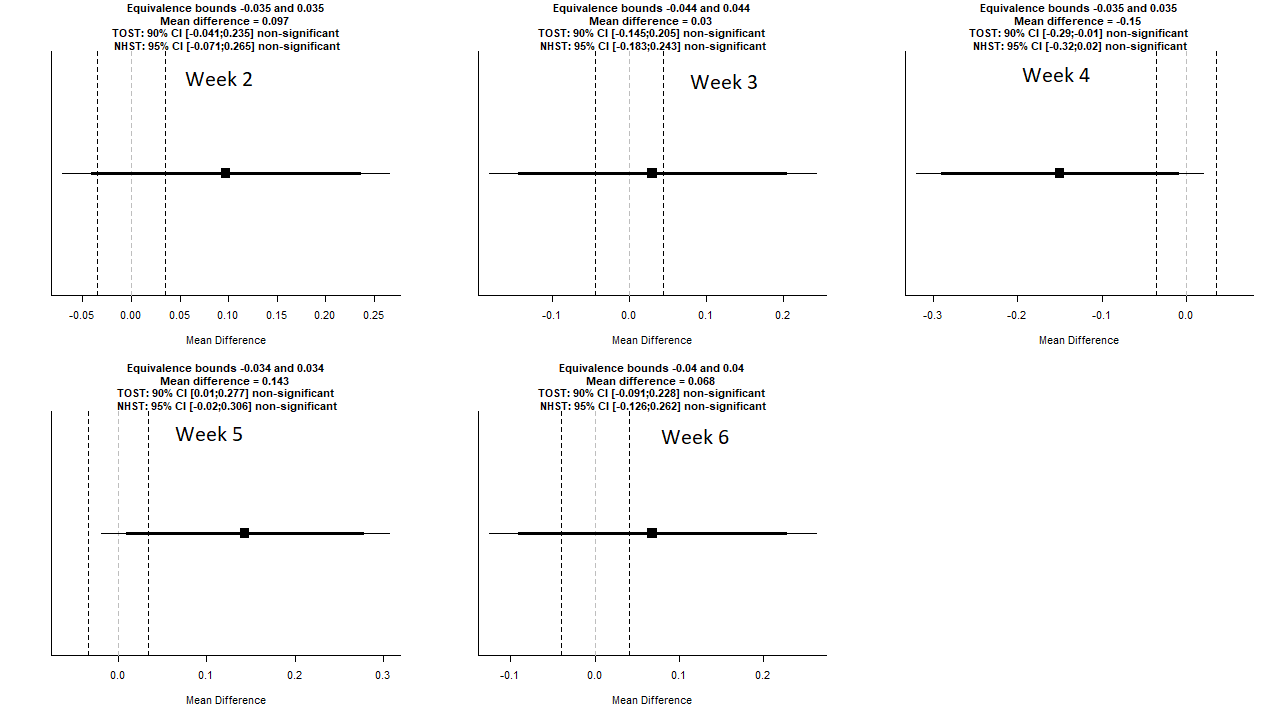 Equivalence bounds -0.035 and 0.035
Mean difference = 0.097
TOST: 90% CI [-0.041;0.235] non-significant
NHST: 95% CI [-0.071;0.265] non-significant
Week 2
-0.05 0.00 0.05 0.10 0.15 0.20 0.25
Mean Difference
Equivalence bounds -0.044 and 0.044
Mean difference = 0.03
TOST: 90% CI [-0.145;0.205] non-significant
NHST: 95% CI [-0.183;0.243] non-significant
Week 3
-0.1 0.0 0.1 0.2
Mean Difference
Equivalence bounds -0.035 and 0.035
Mean difference = -0.15
TOST: 90% CI [-0.29;-0.01] non-significant
NHST: 95% CI [-0.32;0.02] non-significant
Week 4
-0.3 -0.2 -0.1 0.0
Mean Difference
Equivalence bounds -0.034 and 0.034
Mean difference = 0.143
TOST: 90% CI [0.01;0.277] non-significant
NHST: 95% CI [-0.02;0.306] non-significant
Week 5
0.0 0.1 0.2 0.3
Mean Difference
Equivalence bounds -0.04 and 0.04
Mean difference = 0.068
TOST: 90% CI [-0.091;0.228] non-significant
NHST: 95% CI [-0.126;0.262] non-significant
Week 6
-0.1 0.0 0.1 0.2
Mean Difference